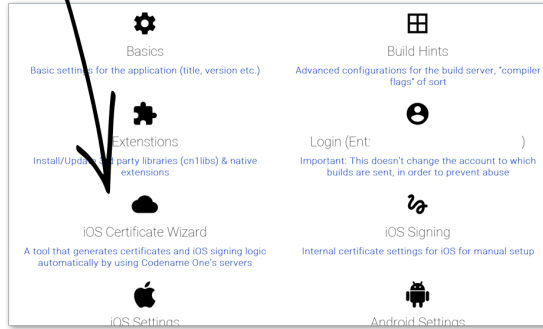 Basics
Basic settings for the application (title, version etc.)
Build Hints
Advanced configurations for the build server, "compiler
flags" of sort
Extenstions
Install/Update 3rd party libraries (cn1libs) & native
extensions
Login (Ent: )
Important: This doesn't change the account to which
builds are sent, in order to prevent abuse
iOS Certificate Wizard
A tool that generates certificates and iOS signing logic
automatically by using Codename One's servers
iOS Signing
Internal certificate settings for iOS for manual setup
iOS Settings
Android Settings